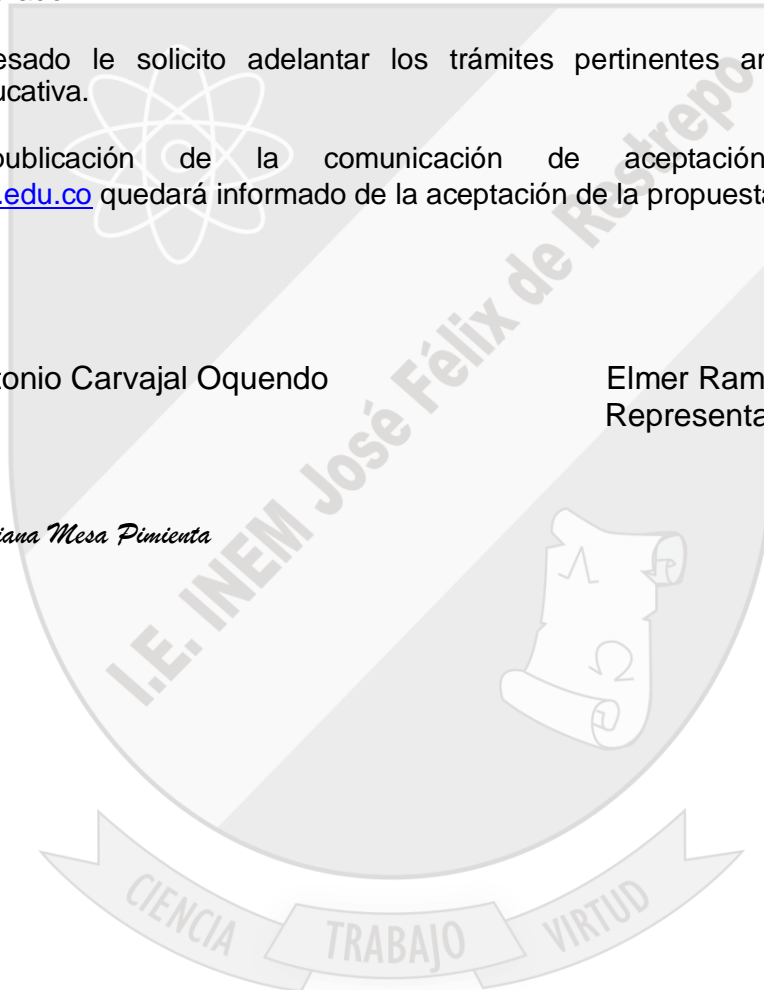 esado le solicito adelantar los trámites pertinentes an
ucativa.
publicación de la comunicación de aceptación
.edu.co quedará informado de la aceptación de la propuesta
tonio Carvajal Oquendo
Elmer Ram
Representa
iana Mesa Pimienta
I.E. INEM José Félix de Restrepo
CIENCIA TRABAJO VIRTUD